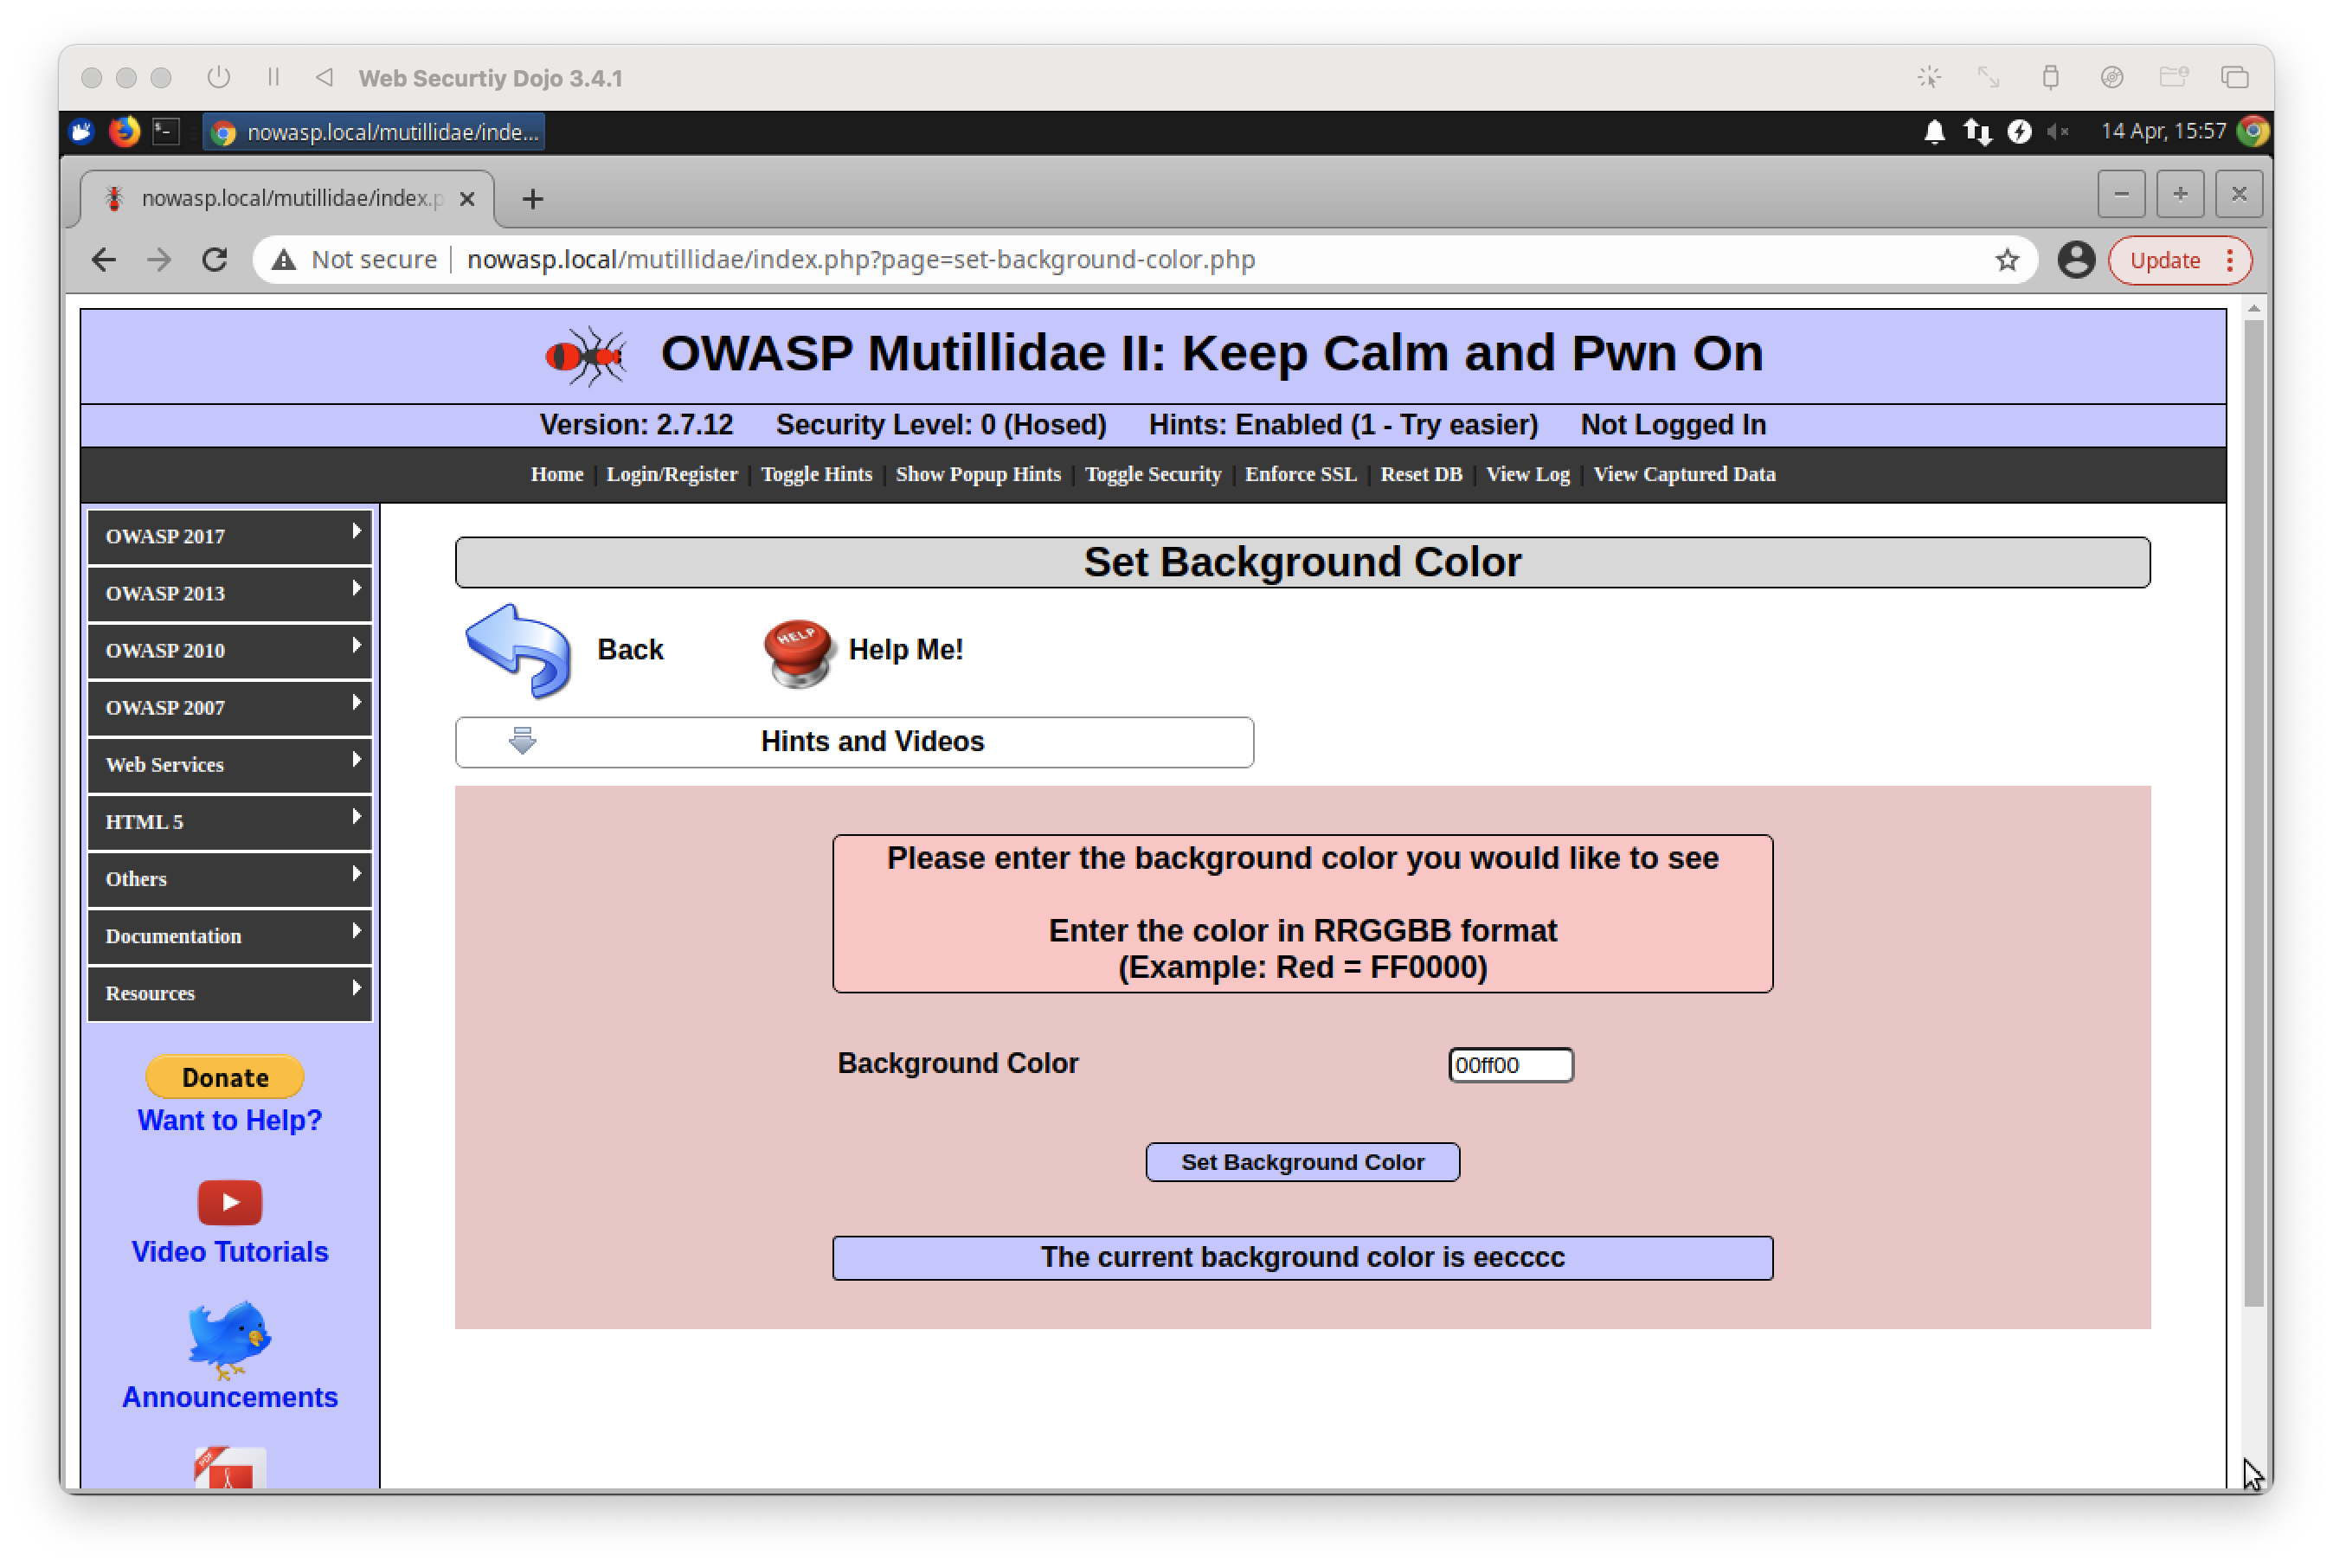 Web Securtiy Dojo 3.4.1
nowasp.local/mutillidae/inde...
14 Apr, 15:57
nowasp.local/mutillidae/index.p
Not secure
nowasp.local/mutillidae/index.php?page=set-background-color.php
Update
OWASP Mutillidae II: Keep Calm and Pwn On
Version: 2.7.12 Security Level: 0 (Hosed) Hints: Enabled (1 - Try easier) Not Logged In
Home | Login/Register | Toggle Hints | Show Popup Hints | Toggle Security | Enforce SSL | Reset DB | View Log | View Captured Data
OWASP 2017
OWASP 2013
OWASP 2010
OWASP 2007
Web Services
HTML 5
Others
Documentation
Resources
Donate
Want to Help?
Video Tutorials
Announcements
PDF
Set Background Color
Back
HELP
Help Me!
Hints and Videos
Please enter the background color you would like to see
Enter the color in RRGGBB format
(Example: Red = FF0000)
Background Color
00ff00
Set Background Color
The current background color is eecccc